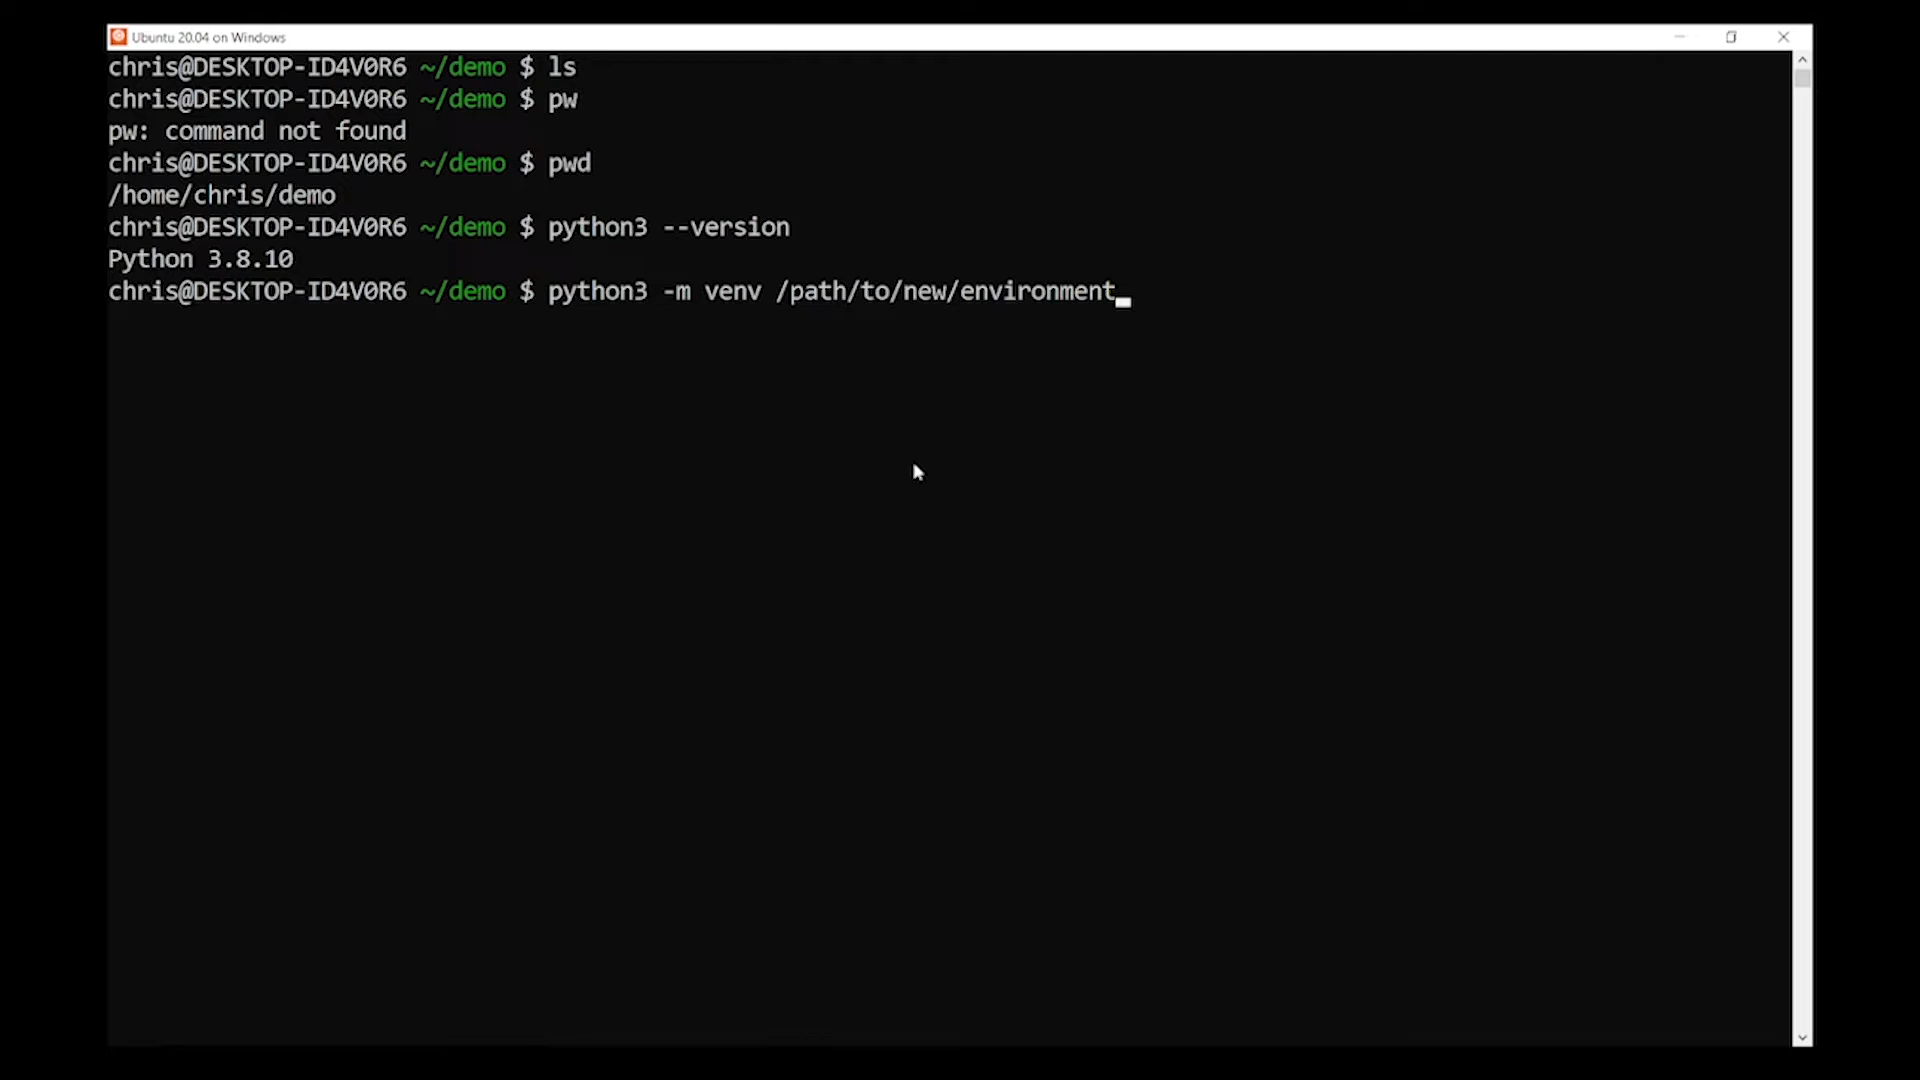 Ubuntu 20.04 on Windows
chris@DESKTOP-ID4V0R6 ~/demo $ ls
chris@DESKTOP-ID4V0R6 ~/demo $ pw
pw: command not found
chris@DESKTOP-ID4V0R6 ~/demo $ pwd
/home/chris/demo
chris@DESKTOP-ID4V0R6 ~/demo $ python3 --version
Python 3.8.10
chris@DESKTOP-ID4V0R6 ~/demo $ python3 -m venv /path/to/new/environment